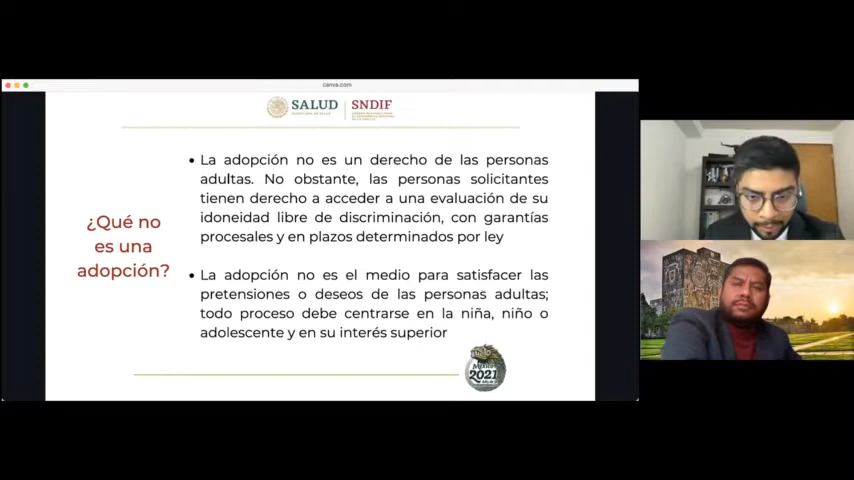 canva.com
SALUD
SNDIF
¿Qué no
es una
adopción?
• La adopción no es un derecho de las personas
adultas. No obstante, las personas solicitantes
tienen derecho a acceder a una evaluación de su
idoneidad libre de discriminación, con garantías
procesales y en plazos determinados por ley
• La adopción no es el medio para satisfacer las
pretensiones o deseos de las personas adultas;
todo proceso debe centrarse en la niña, niño o
adolescente y en su interés superior
México
2021